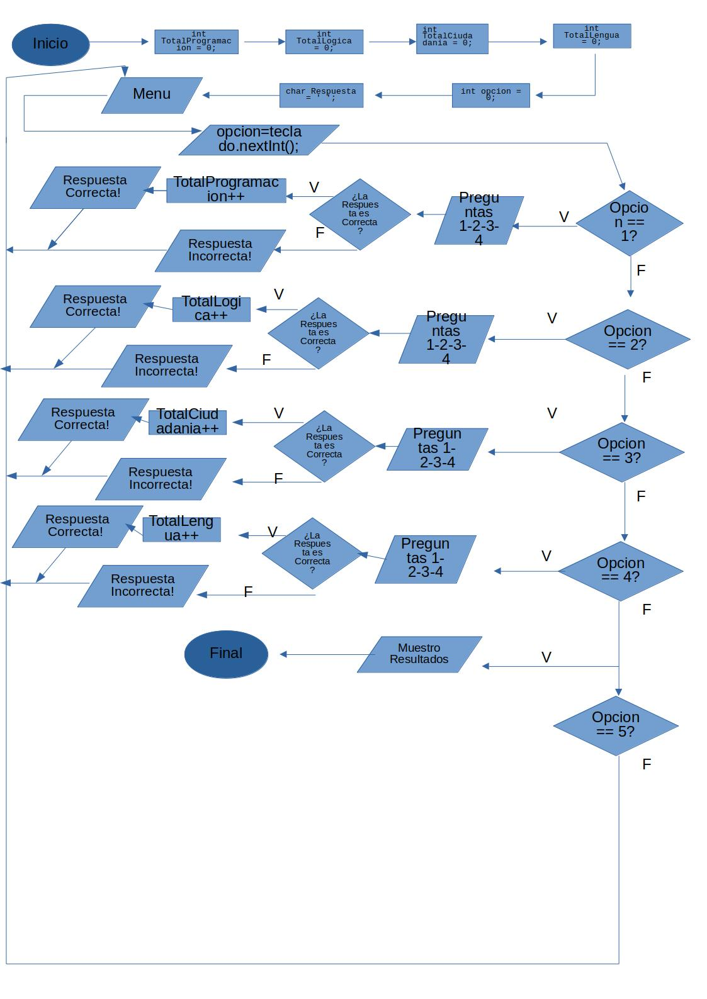 Inicio
int
TotalProgramac
ion = 0;
int
TotalLogica
= 0;
int
TotalCiuda
dania = 0;
int
TotalLengua
= 0;
Menu
char Respuesta
= ' ';
int opcion =
0;
opcion=tecla
do.nextInt();
Respuesta
Correcta!
TotalProgramac
ion++
V
¿La
Respues
ta es
Correcta
?
F
Pregu
ntas
1-2-3-
4
V
Opcio
n ==
1?
F
Respuesta
Incorrecta!
Respuesta
Correcta!
TotalLogi
ca++
V
¿La
Respues
ta es
Correcta
?
F
Pregu
ntas
1-2-3-
4
V
Opcion
== 2?
F
Respuesta
Incorrecta!
Respuesta
Correcta!
TotalCiud
adania++
V
¿La
Respues
ta es
Correcta
?
F
Pregun
tas 1-
2-3-4
V
Opcion
== 3?
F
Respuesta
Incorrecta!
Respuesta
Correcta!
TotalLeng
ua++
V
¿La
Respues
ta es
Correcta
?
F
Pregun
tas 1-
2-3-4
V
Opcion
== 4?
F
Respuesta
Incorrecta!
Final
Muestro
Resultados
V
Opcion
== 5?
F